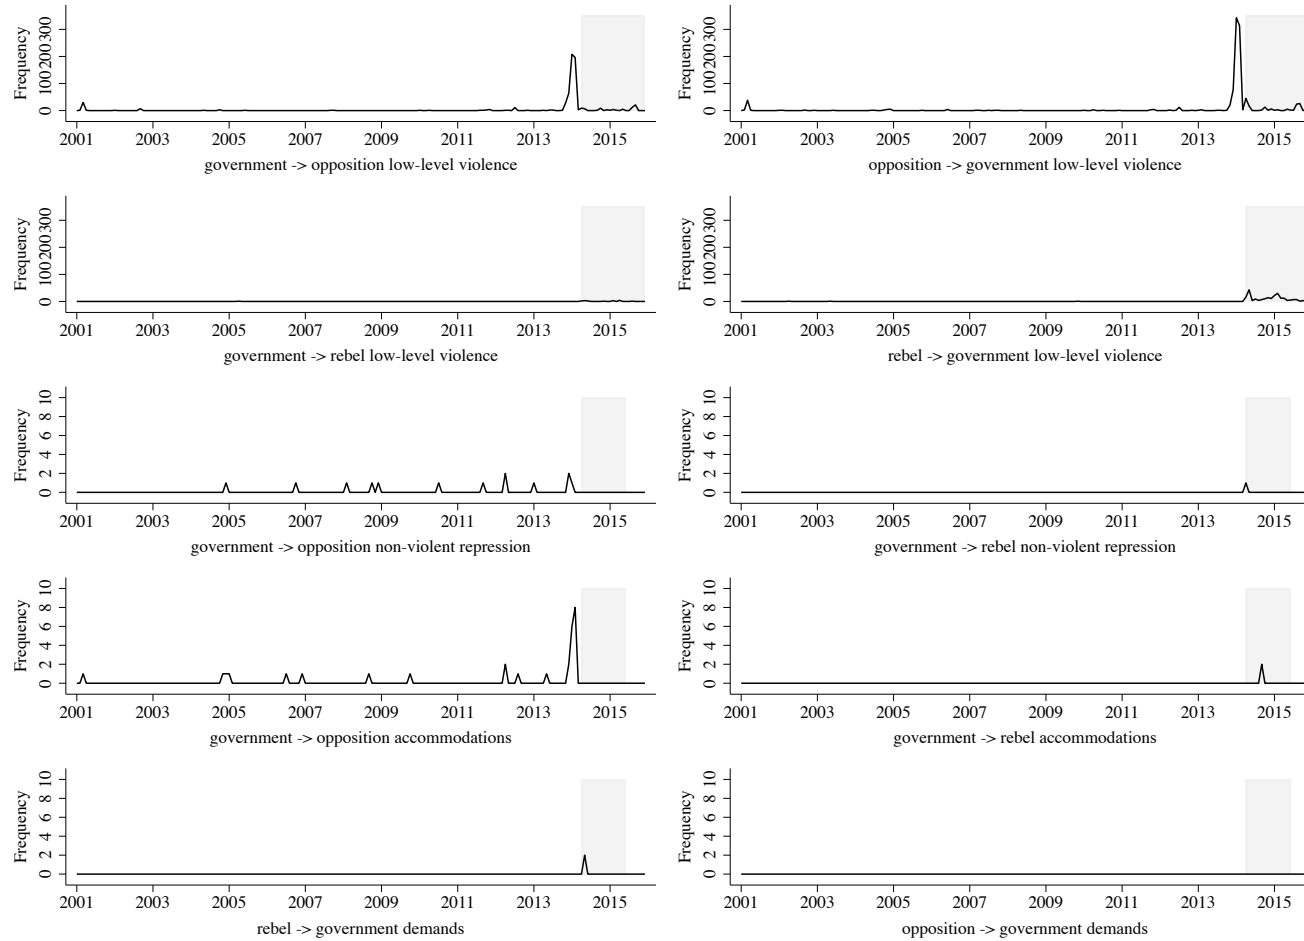 Frequency
0 100 200 300
2001 2003 2005 2007 2009 2011 2013 2015
government -> opposition low-level violence
Frequency
0 100 200 300
2001 2003 2005 2007 2009 2011 2013 2015
opposition -> government low-level violence
Frequency
0 100 200 300
2001 2003 2005 2007 2009 2011 2013 2015
government -> rebel low-level violence
Frequency
0 100 200 300
2001 2003 2005 2007 2009 2011 2013 2015
rebel -> government low-level violence
Frequency
0 2 4 6 8 10
2001 2003 2005 2007 2009 2011 2013 2015
government -> opposition non-violent repression
Frequency
0 2 4 6 8 10
2001 2003 2005 2007 2009 2011 2013 2015
government -> rebel non-violent repression
Frequency
0 2 4 6 8 10
2001 2003 2005 2007 2009 2011 2013 2015
government -> opposition accommodations
Frequency
0 2 4 6 8 10
2001 2003 2005 2007 2009 2011 2013 2015
government -> rebel accommodations
Frequency
0 2 4 6 8 10
2001 2003 2005 2007 2009 2011 2013 2015
rebel -> government demands
Frequency
0 2 4 6 8 10
2001 2003 2005 2007 2009 2011 2013 2015
opposition -> government demands